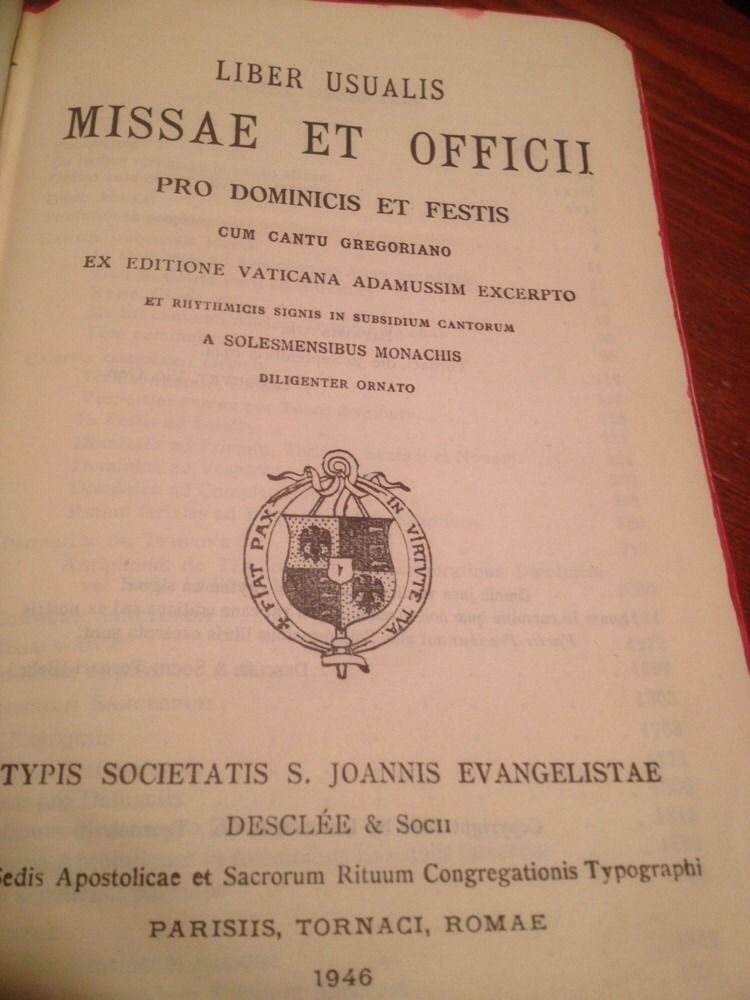 LIBER USUALIS
MISSAE ET OFFICII
PRO DOMINICIS ET FESTIS
CUM CANTU GREGORIANO
EX EDITIONE VATICANA ADAMUSSIM EXCERPTO
ET RHYTHMICIS SIGNIS IN SUBSIDIUM CANTORUM
A SOLESMENSIBUS MONACHIS
DILIGENTER ORNATO
✠ FIAT PAX IN VIRTVTE TVA
TYPIS SOCIETATIS S. JOANNIS EVANGELISTAE
DESCLÉE & Socii
Sedis Apostolicae et Sacrorum Rituum Congregationis Typographi
PARISIIS, TORNACI, ROMAE
1946